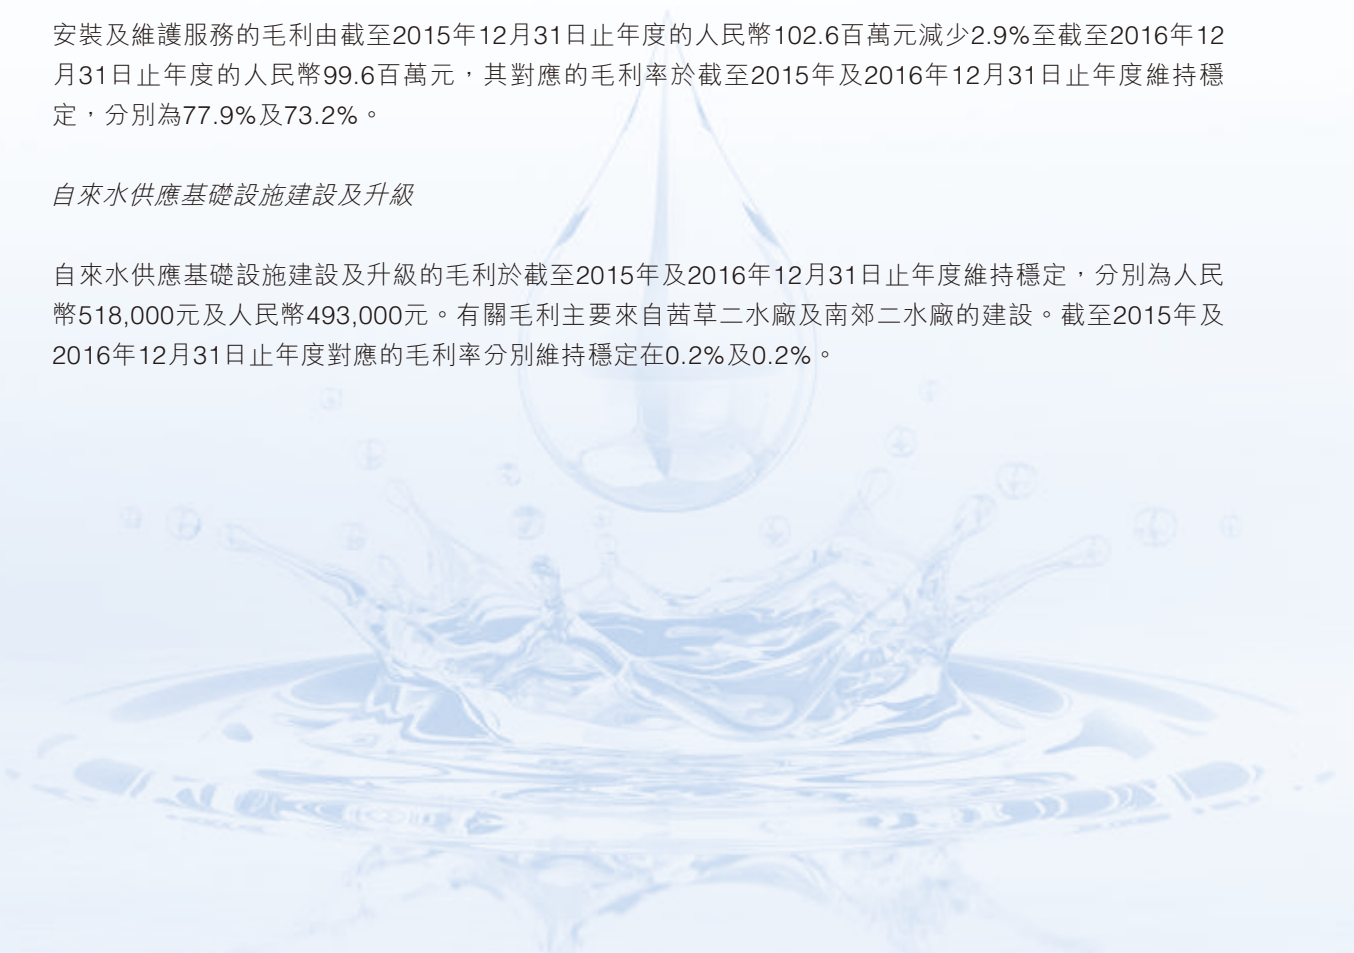 安裝及維護服務的毛利由截至2015年12月31日止年度的人民幣102.6百萬元減少2.9%至截至2016年12
月31日止年度的人民幣99.6百萬元，其對應的毛利率於截至2015年及2016年12月31日止年度維持穩
定，分別為77.9%及73.2%。
自來水供應基礎設施建設及升級
自來水供應基礎設施建設及升級的毛利於截至2015年及2016年12月31日止年度維持穩定，分別為人民
幣518,000元及人民幣493,000元。有關毛利主要來自茜草二水廠及南郊二水廠的建設。截至2015年及
2016年12月31日止年度對應的毛利率分別維持穩定在0.2%及0.2%。